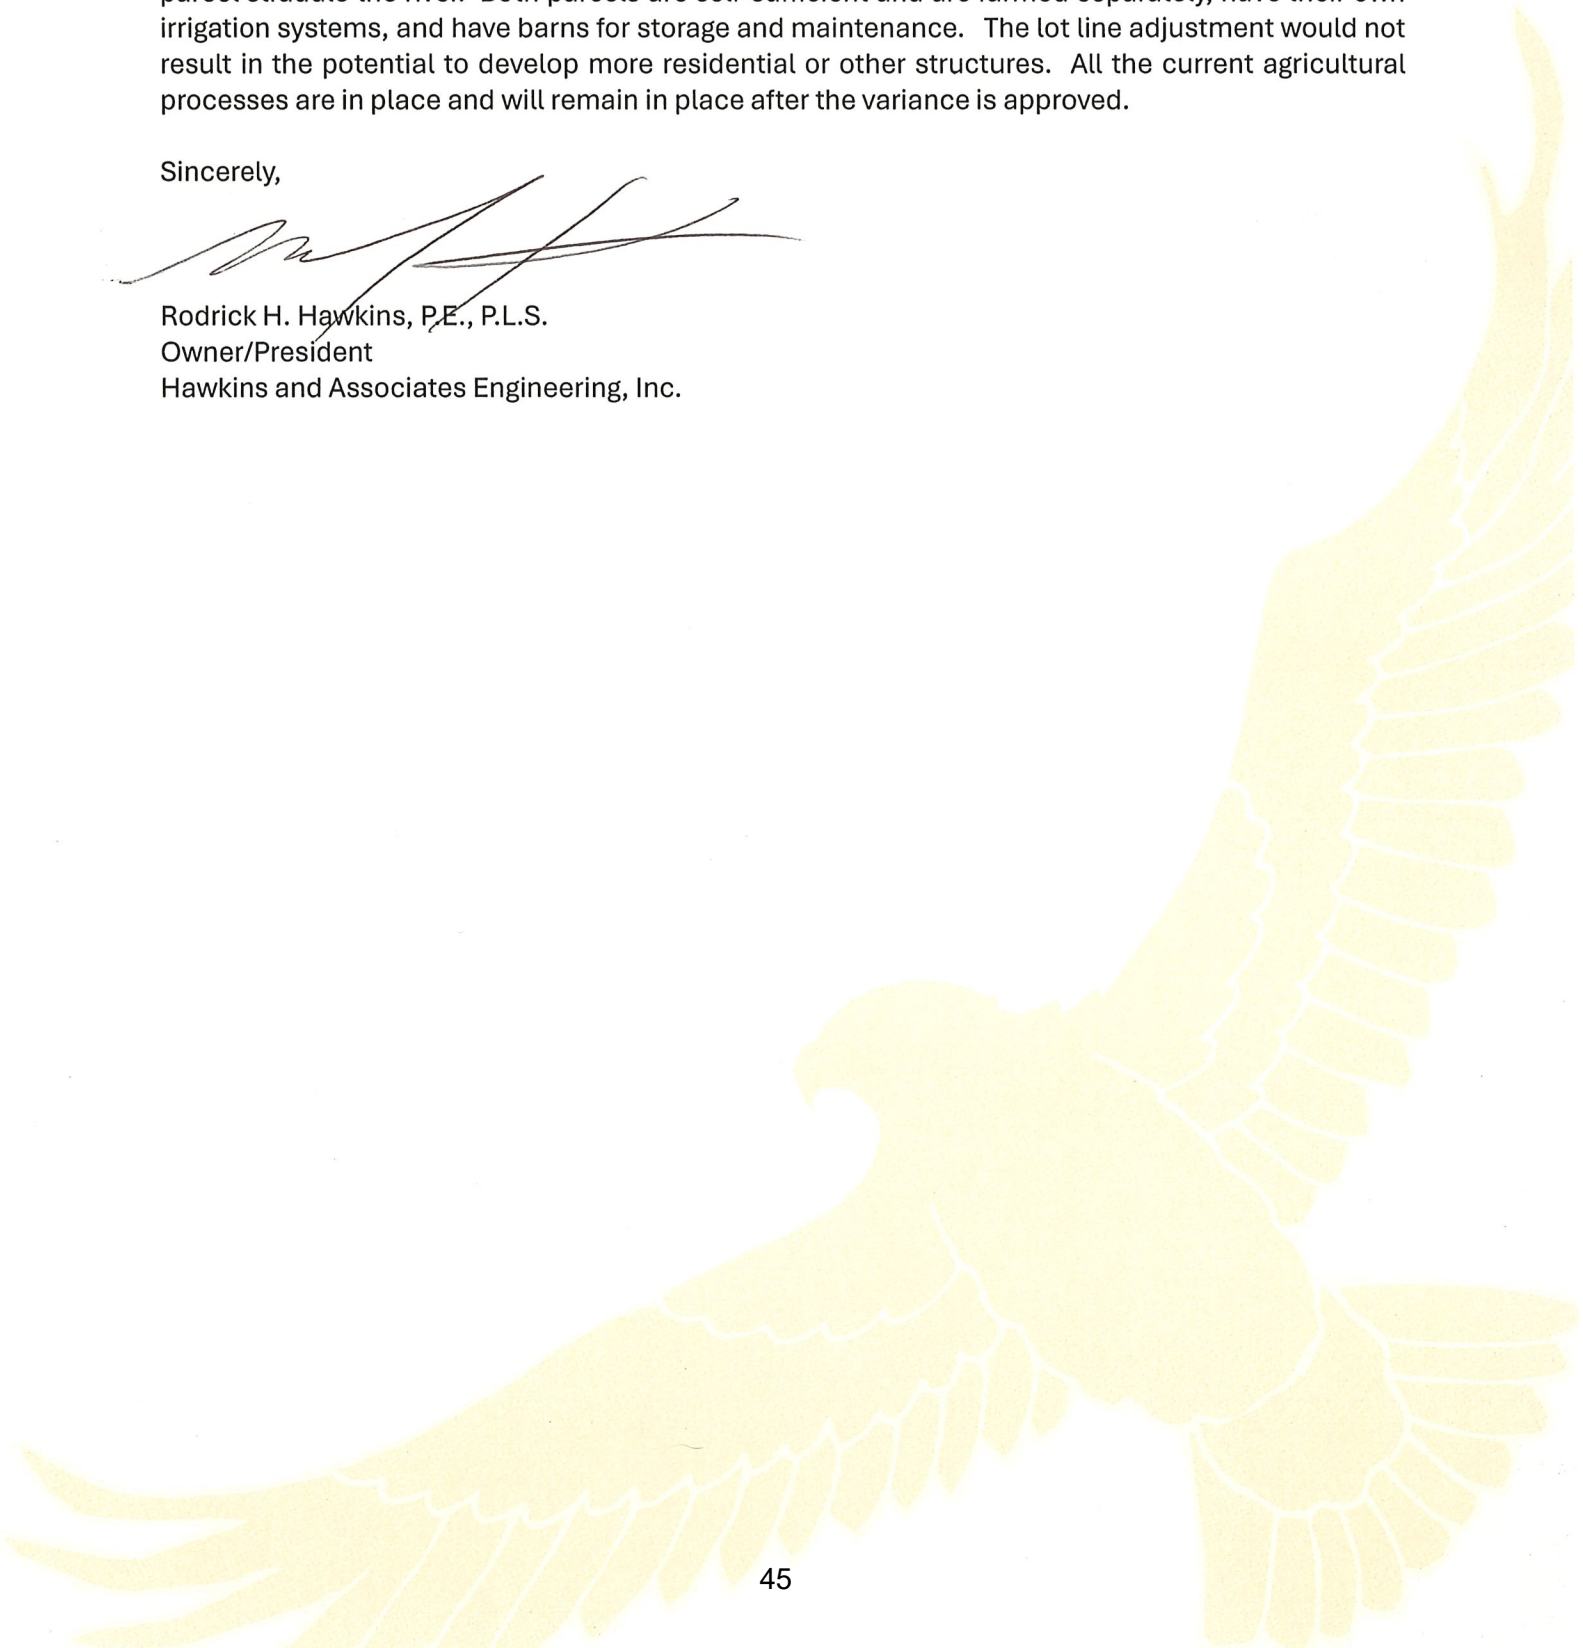 irrigation systems, and have barns for storage and maintenance.  The lot line adjustment would not
result in the potential to develop more residential or other structures.  All the current agricultural
processes are in place and will remain in place after the variance is approved.
Sincerely,
Rodrick H. Hawkins, P.E., P.L.S.
Owner/President
Hawkins and Associates Engineering, Inc.
45